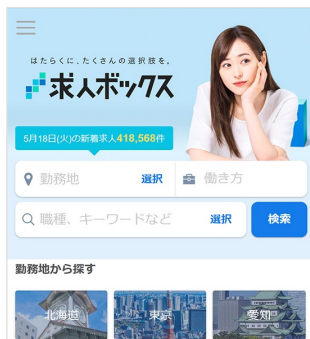 はたらくに、たくさんの選択肢を。
求人ボックス
5月18日(火)の新着求人418,568件
勤務地 選択 働き方
職種、キーワードなど 選択 検索
勤務地から探す
北海道 東京 愛知